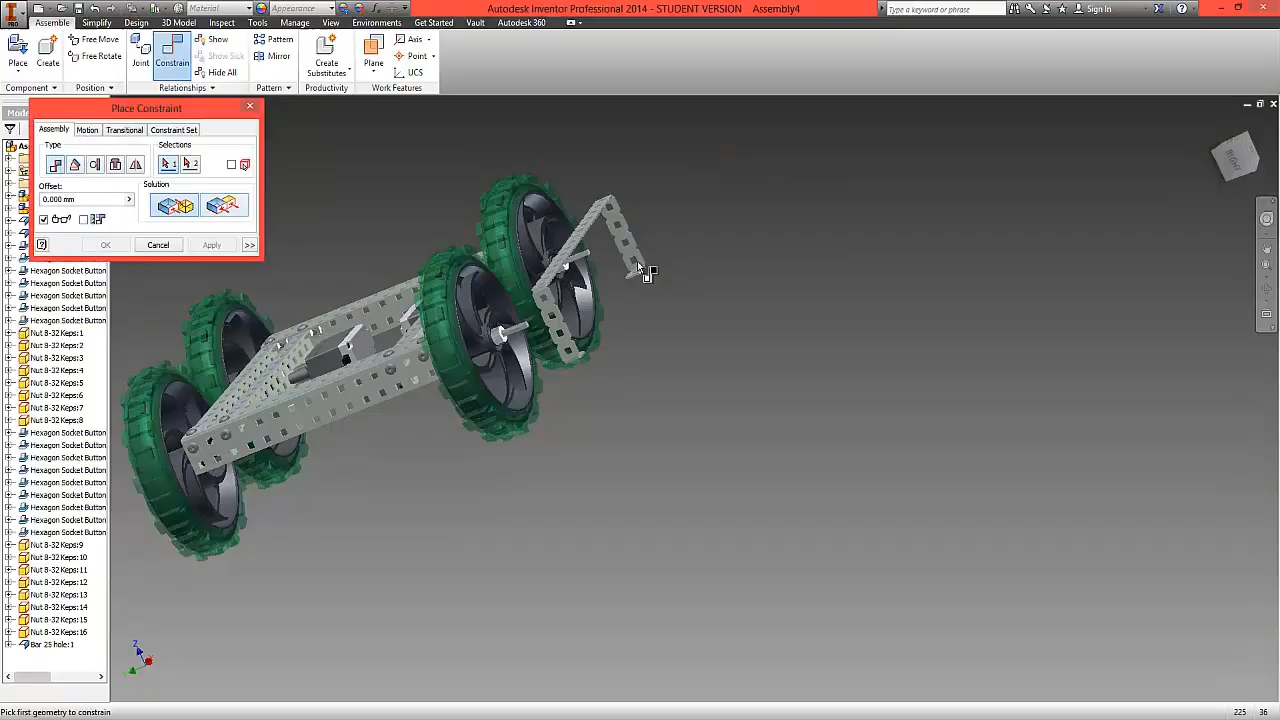 Material
Appearance
Autodesk Inventor Professional 2014 - STUDENT VERSION Assembly4
Type a keyword or phrase
Sign In
PRO
Assembly Simplify Design 3D Model Inspect Tools Manage View Environments Get Started Vault Autodesk 360
Place
Create
Free Move
Free Rotate
Joint
Constrain
Show
Show Sick
Hide All
Pattern
Mirror
Create
Substitutes
Plane
Axis
Point
UCS
Component Position Relationships Pattern Productivity Work Features
Place Constraint
Assembly Motion Transitional Constraint Set
Type
Selections
1
2
Offset:
0.000 mm
Solution
OK Cancel Apply >>
RIGHT
Hexagon Socket Button
Hexagon Socket Button
Hexagon Socket Button
Hexagon Socket Button
Hexagon Socket Button
Nut 8-32 Keps:1
Nut 8-32 Keps:2
Nut 8-32 Keps:3
Nut 8-32 Keps:4
Nut 8-32 Keps:5
Nut 8-32 Keps:6
Nut 8-32 Keps:7
Nut 8-32 Keps:8
Hexagon Socket Button
Hexagon Socket Button
Hexagon Socket Button
Hexagon Socket Button
Hexagon Socket Button
Hexagon Socket Button
Hexagon Socket Button
Hexagon Socket Button
Hexagon Socket Button
Nut 8-32 Keps:9
Nut 8-32 Keps:10
Nut 8-32 Keps:11
Nut 8-32 Keps:12
Nut 8-32 Keps:13
Nut 8-32 Keps:14
Nut 8-32 Keps:15
Nut 8-32 Keps:16
Bar 25 hole:1
Z
Pick first geometry to constrain
225 36